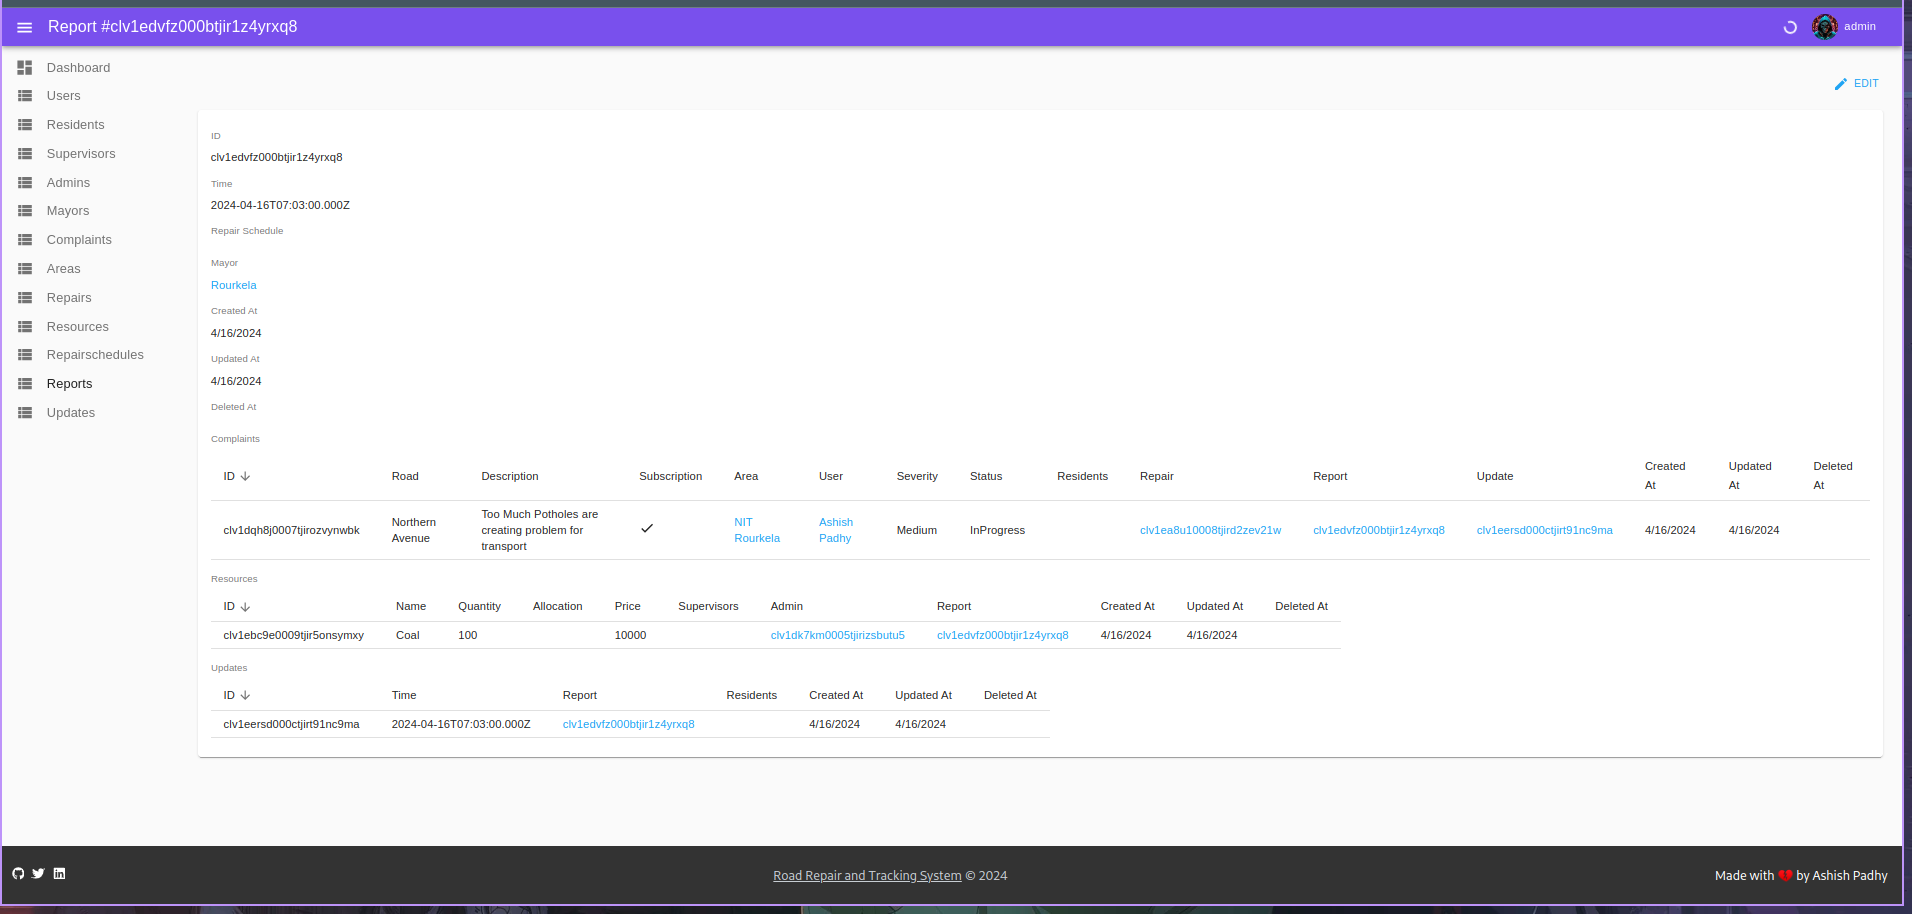 Report #clv1edvfz000btjir1z4yrxq8
admin
Dashboard
Users
Residents
Supervisors
Admins
Mayors
Complaints
Areas
Repairs
Resources
Repairschedules
Reports
Updates
EDIT
ID
clv1edvfz000btjir1z4yrxq8
Time
2024-04-16T07:03:00.000Z
Repair Schedule
Mayor
Rourkela
Created At
4/16/2024
Updated At
4/16/2024
Deleted At
Complaints
ID Road Description Subscription Area User Severity Status Residents Repair Report Update Created At Updated At Deleted At
clv1dqh8j0007tjirozvynwbk Northern Avenue Too Much Potholes are creating problem for transport NIT Rourkela Ashish Padhy Medium InProgress clv1ea8u10008tjird2zev21w clv1edvfz000btjir1z4yrxq8 clv1eersd000ctjirt91nc9ma 4/16/2024 4/16/2024
Resources
ID Name Quantity Allocation Price Supervisors Admin Report Created At Updated At Deleted At
clv1ebc9e0009tjir5onsymxy Coal 100 10000 clv1dk7km0005tjirizsbutu5 clv1edvfz000btjir1z4yrxq8 4/16/2024 4/16/2024
Updates
ID Time Report Residents Created At Updated At Deleted At
clv1eersd000ctjirt91nc9ma 2024-04-16T07:03:00.000Z clv1edvfz000btjir1z4yrxq8 4/16/2024 4/16/2024
Road Repair and Tracking System © 2024
Made with 💔 by Ashish Padhy